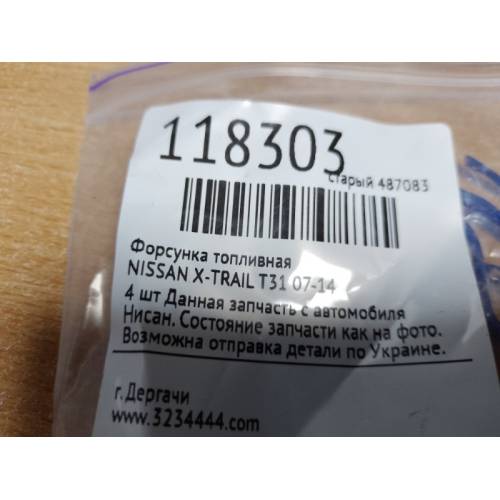 118303
старый 487083
Форсунка топливная
NISSAN X-TRAIL T31 07-14
4 шт Данная запчасть с автомобиля
Нисан. Состояние запчасти как на фото.
Возможна отправка детали по Украине.
г. Дергачи
www.3234444.com